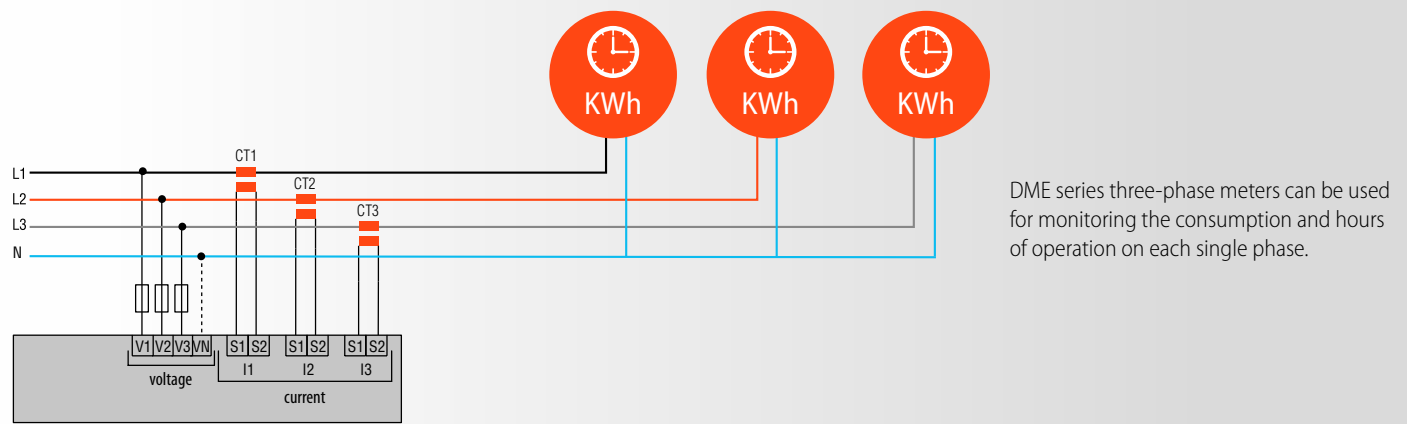 KWh KWh KWh
CT1
L1
CT2
L2
CT3
L3
N
DME series three-phase meters can be used
for monitoring the consumption and hours
of operation on each single phase.
V1 V2 V3 VN S1 S2 S1 S2 S1 S2
voltage I1 I2 I3
current